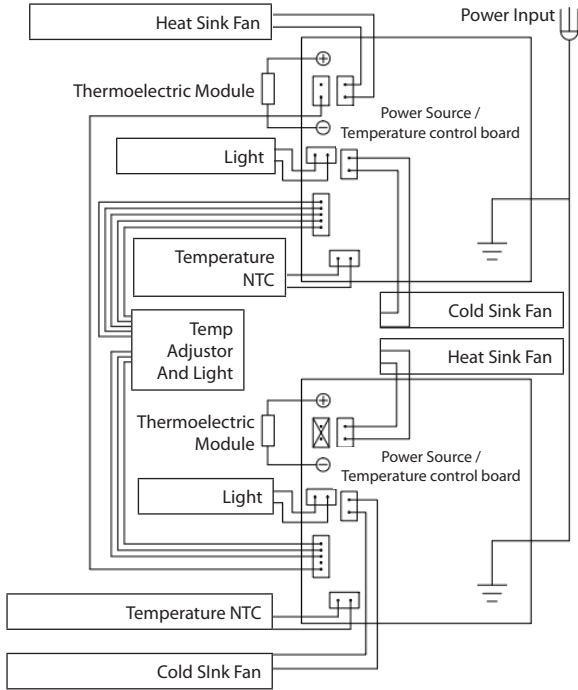 Heat Sink Fan
Power Input
Thermoelectric Module
Power Source /
Temperature control board
Light
Temperature
NTC
Cold Sink Fan
Temp
Adjustor
And Light
Heat Sink Fan
Thermoelectric
Module
Power Source /
Temperature control board
Light
Temperature NTC
Cold SInk Fan